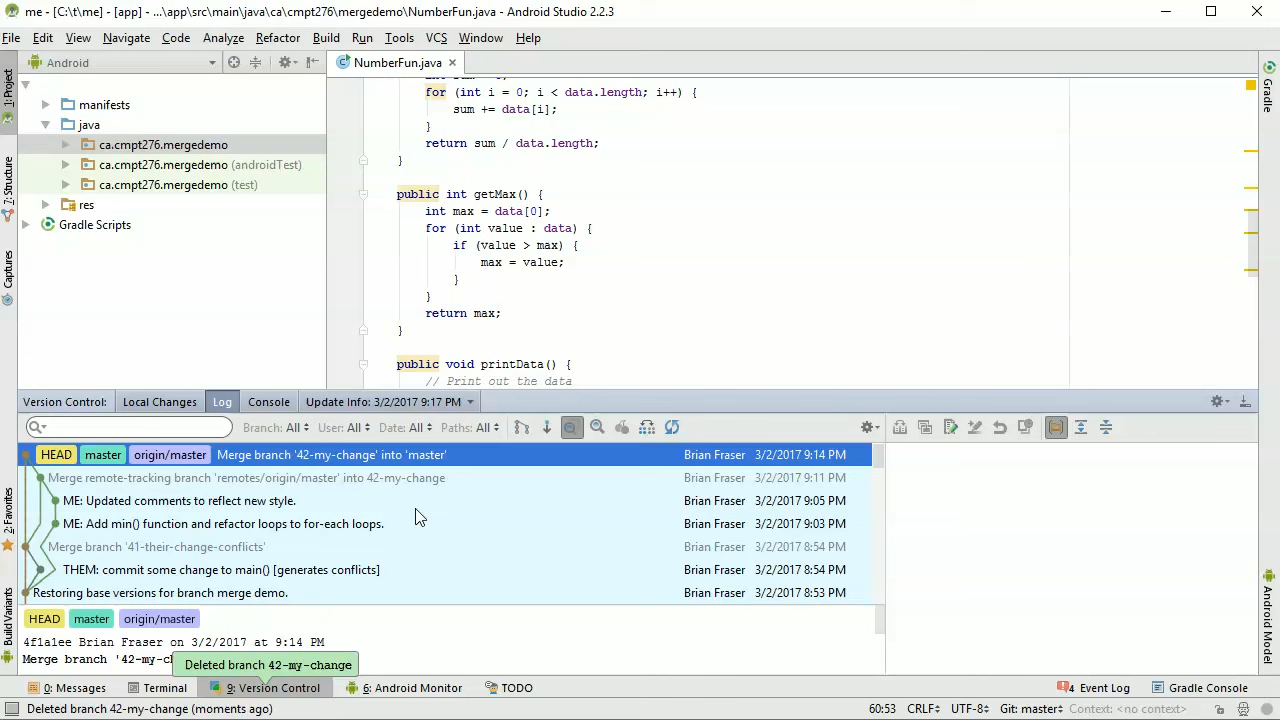 me - [C:\t\me] - [app] - ...\app\src\main\java\ca\cmpt276\mergedemo\NumberFun.java - Android Studio 2.2.3
File Edit View Navigate Code Analyze Refactor Build Run Tools VCS Window Help
Android
NumberFun.java
1: Project
7: Structure
Captures
2: Favorites
Build Variants
manifests
java
ca.cmpt276.mergedemo
ca.cmpt276.mergedemo (androidTest)
ca.cmpt276.mergedemo (test)
res
Gradle Scripts
for (int i = 0; i < data.length; i++) {
sum += data[i];
}
return sum / data.length;
}
public int getMax() {
int max = data[0];
for (int value : data) {
if (value > max) {
max = value;
}
}
return max;
}
public void printData() {
// Print out the data
Gradle
Android Model
Version Control: Local Changes Log Console Update Info: 3/2/2017 9:17 PM
Branch: All User: All Date: All Paths: All
HEAD master origin/master Merge branch '42-my-change' into 'master' Brian Fraser 3/2/2017 9:14 PM
Merge remote-tracking branch 'remotes/origin/master' into 42-my-change Brian Fraser 3/2/2017 9:11 PM
ME: Updated comments to reflect new style. Brian Fraser 3/2/2017 9:05 PM
ME: Add min() function and refactor loops to for-each loops. Brian Fraser 3/2/2017 9:03 PM
Merge branch '41-their-change-conflicts' Brian Fraser 3/2/2017 8:54 PM
THEM: commit some change to main() [generates conflicts] Brian Fraser 3/2/2017 8:54 PM
Restoring base versions for branch merge demo. Brian Fraser 3/2/2017 8:53 PM
HEAD master origin/master
4f1a1ee Brian Fraser on 3/2/2017 at 9:14 PM
Merge branch '42-my-c
Deleted branch 42-my-change
0: Messages Terminal 9: Version Control 6: Android Monitor TODO 4 Event Log Gradle Console
Deleted branch 42-my-change (moments ago) 60:53 CRLF UTF-8 Git: master Context: <no context>